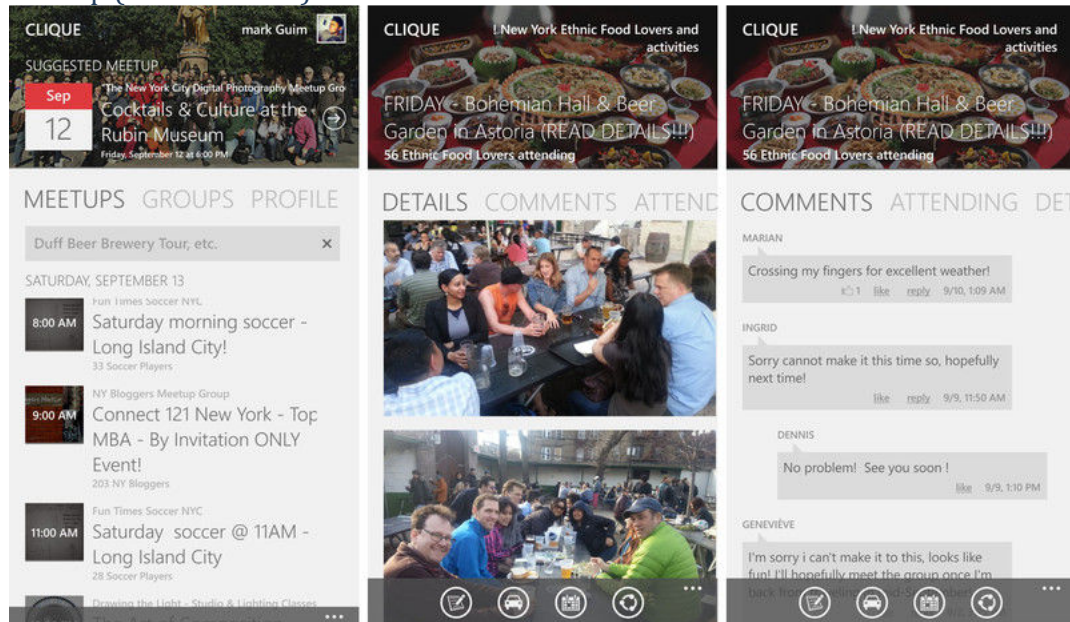 CLIQUE
mark Guim
SUGGESTED MEETUP
Sep
12
"The New York City Digital Photography Meetup Gro
Cocktails & Culture at the
Rubin Museum
Friday, September 12 at 6:00 PM
MEETUPS GROUPS PROFILE
Duff Beer Brewery Tour, etc.
SATURDAY, SEPTEMBER 13
8:00 AM
Fun Times Soccer NYC
Saturday morning soccer -
Long Island City!
33 Soccer Players
9:00 AM
NY Bloggers Meetup Group
Connect 121 New York - Top
MBA - By Invitation ONLY
Event!
203 NY Bloggers
11:00 AM
Fun Times Soccer NYC
Saturday soccer @ 11AM -
Long Island City
28 Soccer Players
Drawing the Light - Studio & Lighting Classes
The Art of Composition
CLIQUE
! New York Ethnic Food Lovers and
activities
FRIDAY - Bohemian Hall & Beer
Garden in Astoria (READ DETAILS!!!)
56 Ethnic Food Lovers attending
DETAILS COMMENTS ATTEND
CLIQUE
! New York Ethnic Food Lovers and
activities
FRIDAY - Bohemian Hall & Beer
Garden in Astoria (READ DETAILS!!!)
56 Ethnic Food Lovers attending
COMMENTS ATTENDING DET
MARIAN
Crossing my fingers for excellent weather!
1 like reply 9/10, 1:09 AM
INGRID
Sorry cannot make it this time so, hopefully
next time!
like reply 9/9, 11:50 AM
DENNIS
No problem! See you soon !
like 9/9, 1:10 PM
GENEVIÈVE
I'm sorry i can't make it to this, looks like
fun! I'll hopefully meet the group once I'm
back from